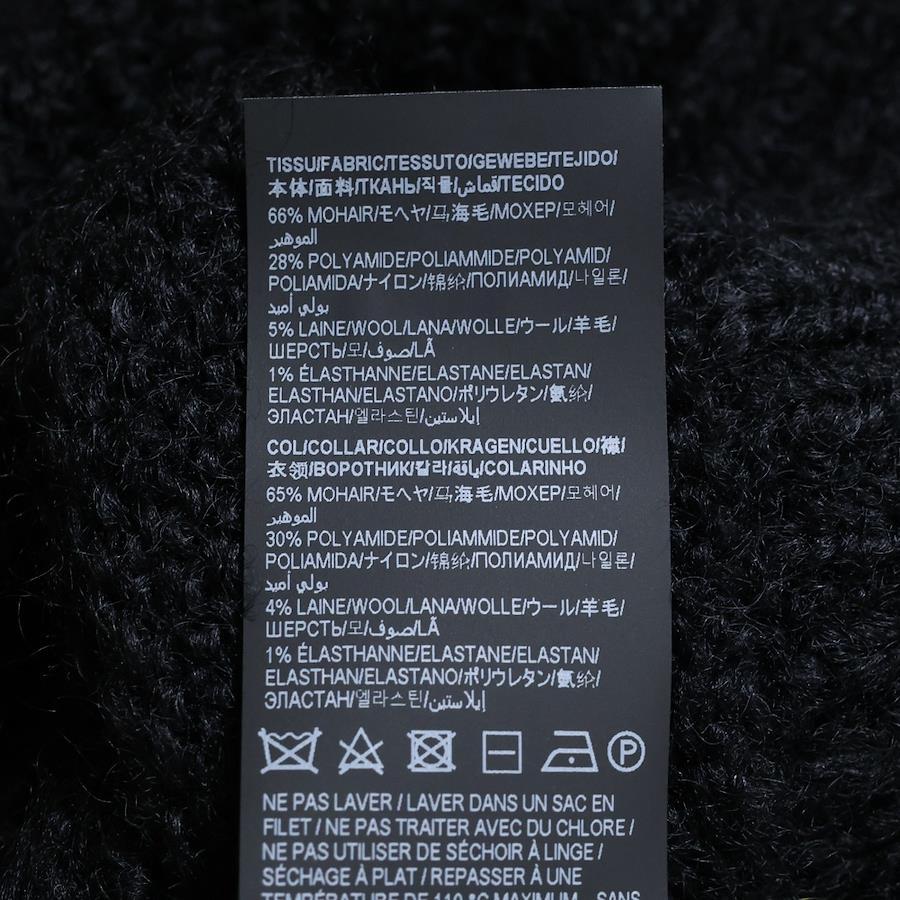 TISSU/FABRIC/TESSUTO/GEWEBE/TEJIDO/
本体/面料/ТКАНЬ/직물/قماش/TECIDO
66% MOHAIR/モヘヤ/马海毛/МОХЕР/모헤어/
الموهير
28% POLYAMIDE/POLIAMMIDE/POLYAMID/
POLIAMIDA/ナイロン/锦纶/ПОЛИАМИД/나일론/
بولي أميد
5% LAINE/WOOL/LANA/WOLLE/ウール/羊毛/
ШЕРСТЬ/모/صوف/LÃ
1% ÉLASTHANNE/ELASTANE/ELASTAN/
ELASTHAN/ELASTANO/ポリウレタン/氨纶/
ЭЛАСТАН/엘라스틴/إيلاستين
COL/COLLAR/COLLO/KRAGEN/CUELLO/襟/
衣领/ВОРОТНИК/칼라/ياقة/COLARINHO
65% MOHAIR/モヘヤ/马海毛/МОХЕР/모헤어/
الموهير
30% POLYAMIDE/POLIAMMIDE/POLYAMID/
POLIAMIDA/ナイロン/锦纶/ПОЛИАМИД/나일론/
بولي أميد
4% LAINE/WOOL/LANA/WOLLE/ウール/羊毛/
ШЕРСТЬ/모/صوف/LÃ
1% ÉLASTHANNE/ELASTANE/ELASTAN/
ELASTHAN/ELASTANO/ポリウレタン/氨纶/
ЭЛАСТАН/엘라스틴/إيلاستين
P
NE PAS LAVER / LAVER DANS UN SAC EN
FILET / NE PAS TRAITER AVEC DU CHLORE /
NE PAS UTILISER DE SÉCHOIR À LINGE /
SÉCHAGE À PLAT / REPASSER À UNE
TEMPÉRATURE DE 110 °C MAXIMUM - SANS